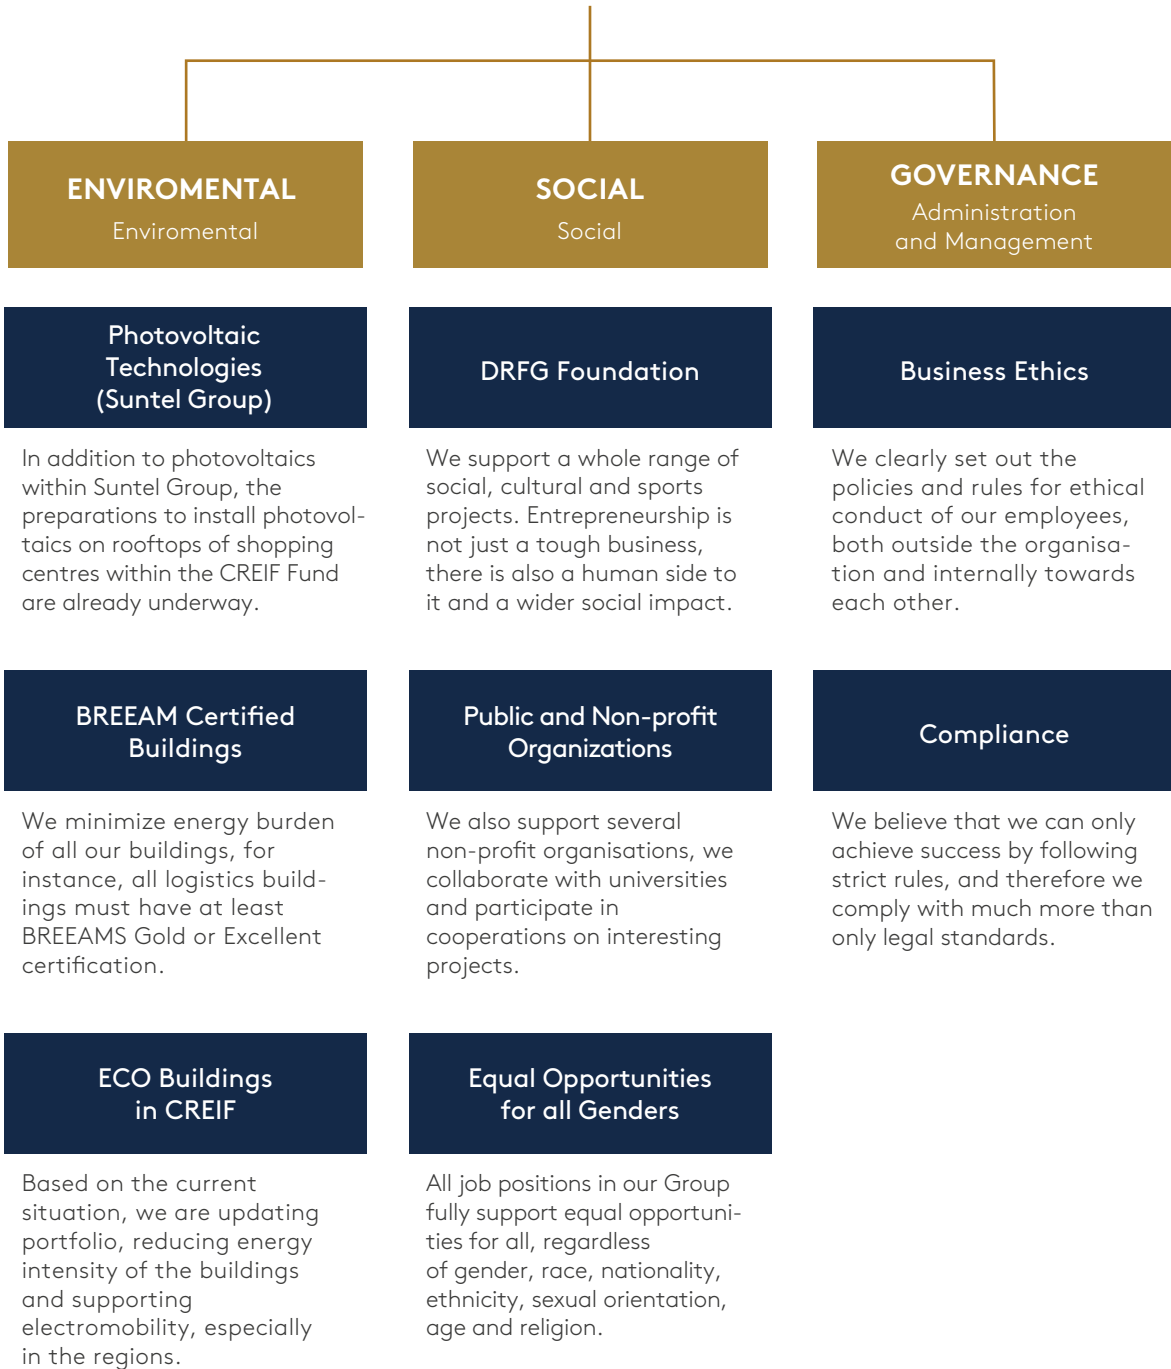 ENVIROMENTAL
Enviromental
Photovoltaic
Technologies
(Suntel Group)
In addition to photovoltaics
within Suntel Group, the
preparations to install photovol-
taics on rooftops of shopping
centres within the CREIF Fund
are already underway.
BREEAM Certified
Buildings
We minimize energy burden
of all our buildings, for
instance, all logistics build-
ings must have at least
BREEAMS Gold or Excellent
certification.
ECO Buildings
in CREIF
Based on the current
situation, we are updating
portfolio, reducing energy
intensity of the buildings
and supporting
electromobility, especially
in the regions.
SOCIAL
Social
DRFG Foundation
We support a whole range of
social, cultural and sports
projects. Entrepreneurship is
not just a tough business,
there is also a human side to
it and a wider social impact.
Public and Non-profit
Organizations
We also support several
non-profit organisations, we
collaborate with universities
and participate in
cooperations on interesting
projects.
Equal Opportunities
for all Genders
All job positions in our Group
fully support equal opportuni-
ties for all, regardless
of gender, race, nationality,
ethnicity, sexual orientation,
age and religion.
GOVERNANCE
Administration
and Management
Business Ethics
We clearly set out the
policies and rules for ethical
conduct of our employees,
both outside the organisa-
tion and internally towards
each other.
Compliance
We believe that we can only
achieve success by following
strict rules, and therefore we
comply with much more than
only legal standards.